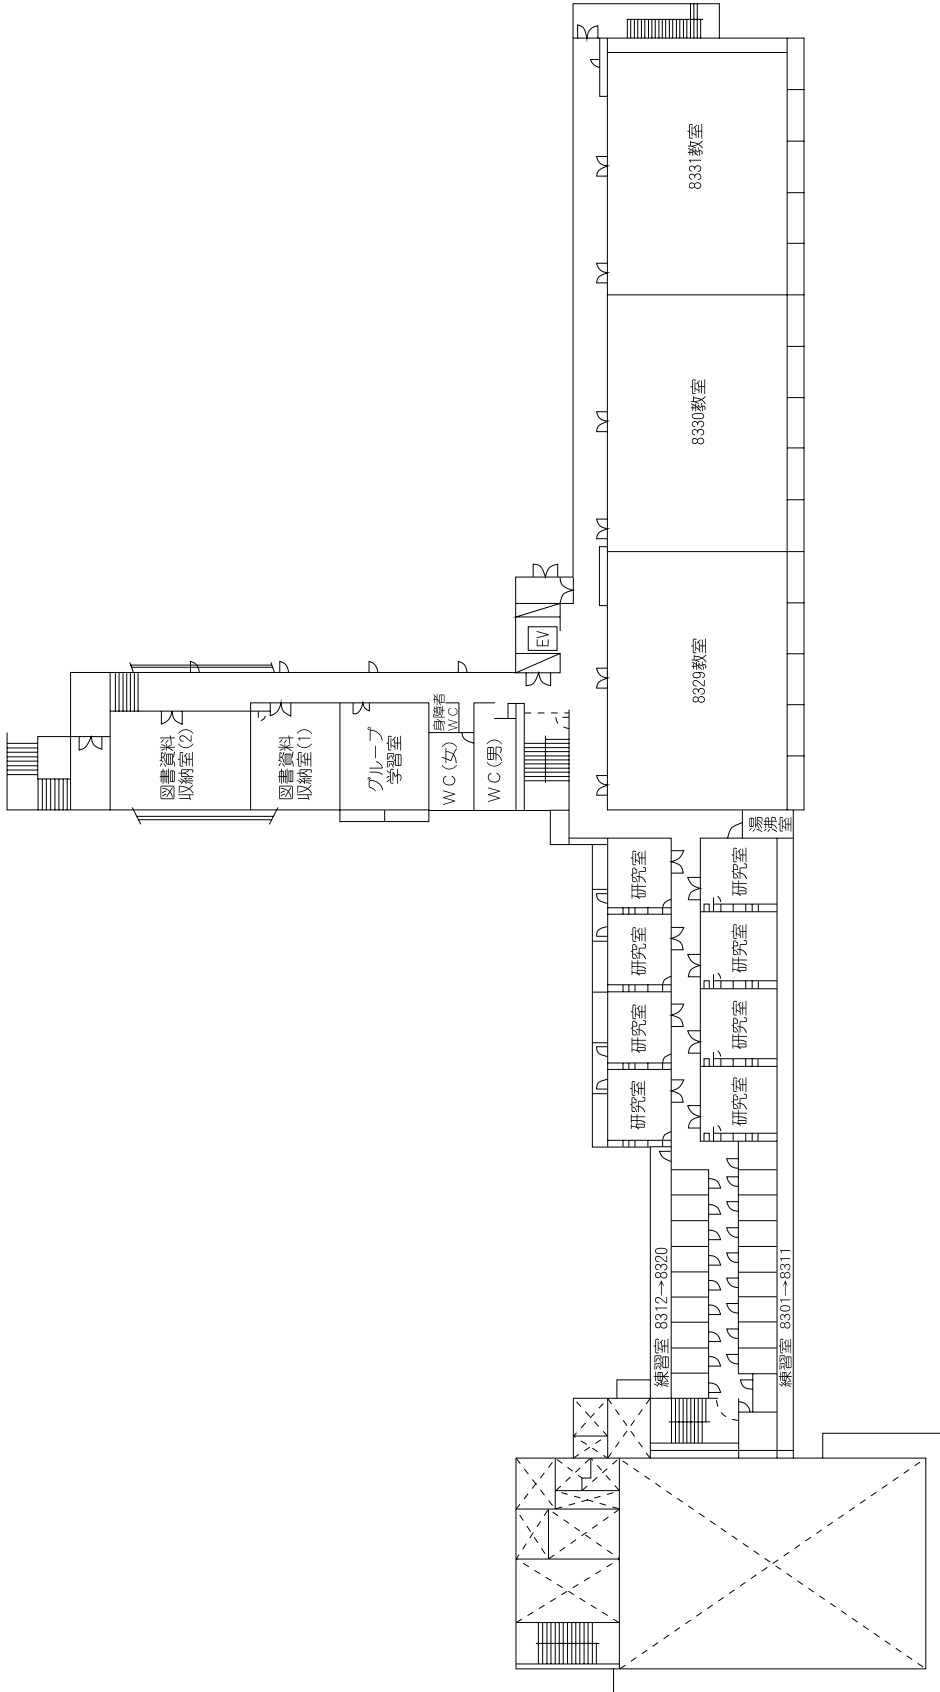 8331教室
8330教室
8329教室
EV
図書資料
収納室(2)
図書資料
収納室(1)
グループ
学習室
身障者
WC
WC(女)
WC(男)
湯沸
室
研究室
研究室
研究室
研究室
研究室
研究室
研究室
研究室
練習室 8312→8320
練習室 8301→8311